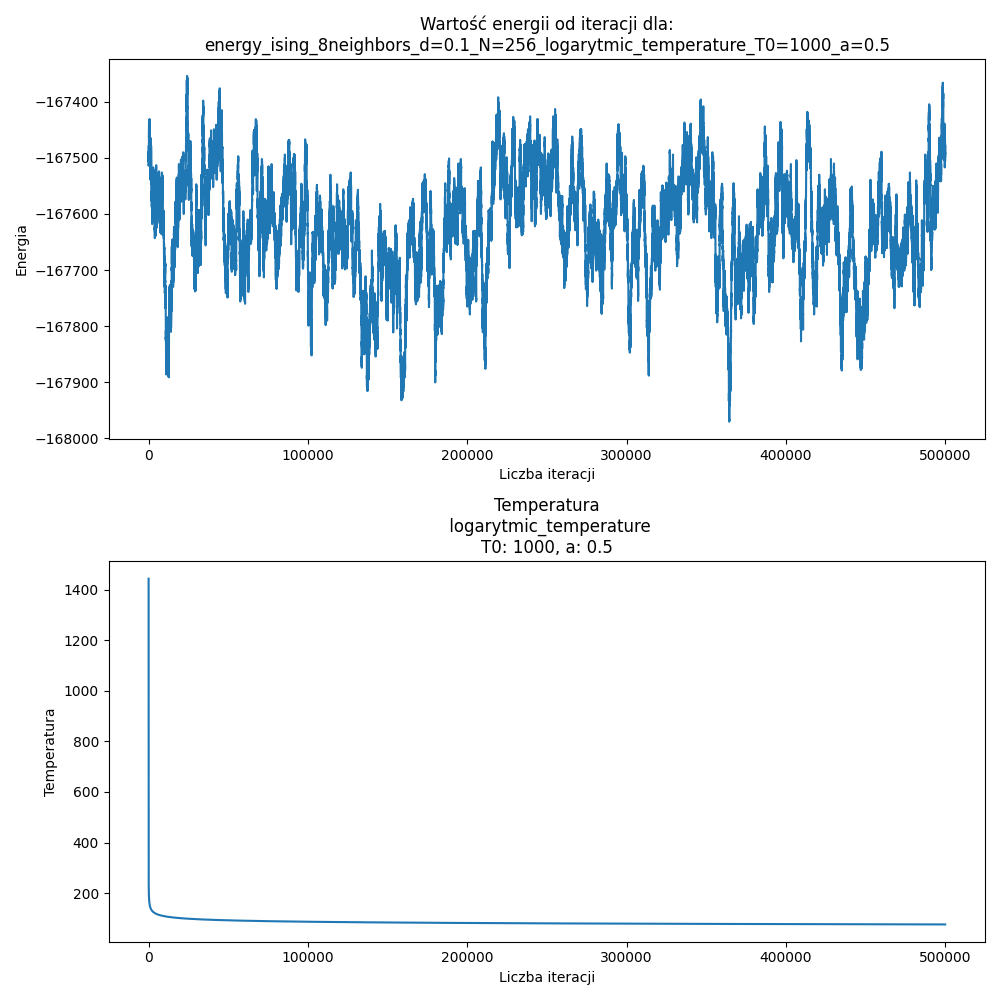 Wartość energii od iteracji dla:
energy_ising_8neighbors_d=0.1_N=256_logarytmic_temperature_T0=1000_a=0.5
Energia
−167400
−167500
−167600
−167700
−167800
−167900
−168000
0 100000 200000 300000 400000 500000
Liczba iteracji
Temperatura
logarytmic_temperature
T0: 1000, a: 0.5
Temperatura
1400
1200
1000
800
600
400
200
0 100000 200000 300000 400000 500000
Liczba iteracji